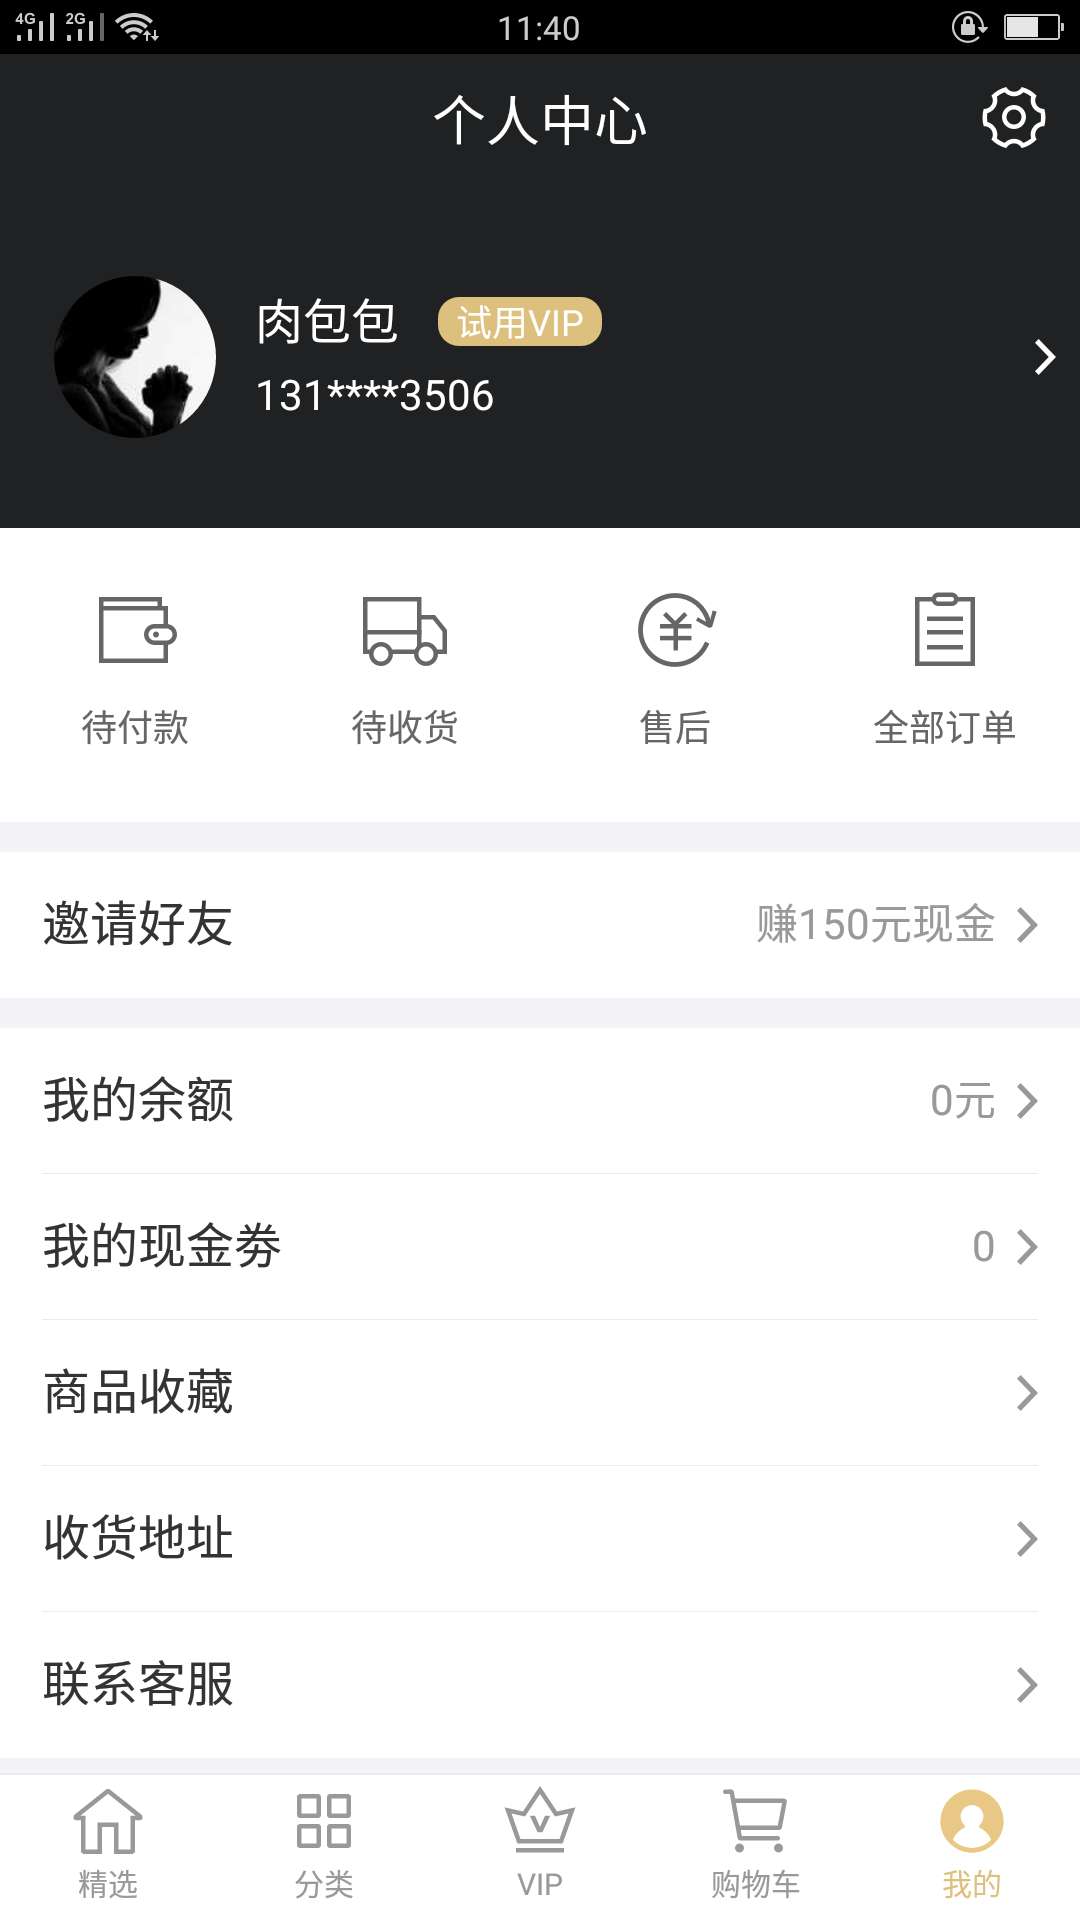 4G 2G 11:40
个人中心
肉包包 试用VIP
131****3506
待付款 待收货 售后 全部订单
邀请好友 赚150元现金
我的余额 0元
我的现金劵 0
商品收藏
收货地址
联系客服
精选 分类 VIP 购物车 我的